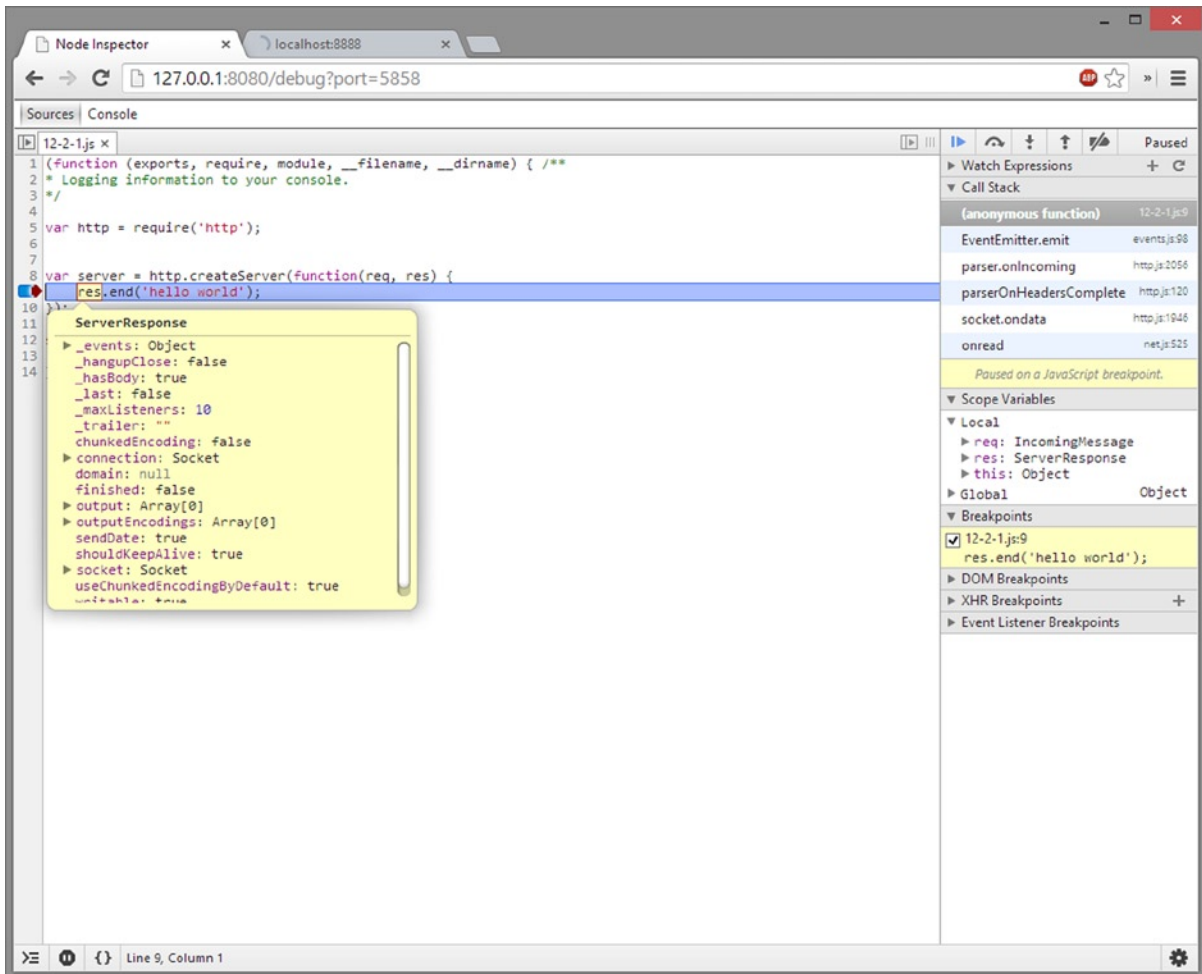 Node Inspector
localhost:8888
127.0.0.1:8080/debug?port=5858
ABP
Sources Console
12-2-1.js ×
1 (function (exports, require, module, __filename, __dirname) { /**
2 * Logging information to your console.
3 */
4
5 var http = require('http');
6
7
8 var server = http.createServer(function(req, res) {
res.end('hello world');
10 });
11
12
13
14
ServerResponse
_events: Object
_hangupClose: false
_hasBody: true
_last: false
_maxListeners: 10
_trailer: ""
chunkedEncoding: false
connection: Socket
domain: null
finished: false
output: Array[0]
outputEncodings: Array[0]
sendDate: true
shouldKeepAlive: true
socket: Socket
useChunkedEncodingByDefault: true
writable: true
Paused
Watch Expressions
Call Stack
(anonymous function) 12-2-1.js:9
EventEmitter.emit events.js:98
parser.onIncoming http.js:2056
parserOnHeadersComplete http.js:120
socket.ondata http.js:1946
onread net.js:525
Paused on a JavaScript breakpoint.
Scope Variables
Local
req: IncomingMessage
res: ServerResponse
this: Object
Global Object
Breakpoints
12-2-1.js:9
res.end('hello world');
DOM Breakpoints
XHR Breakpoints +
Event Listener Breakpoints
{} Line 9, Column 1